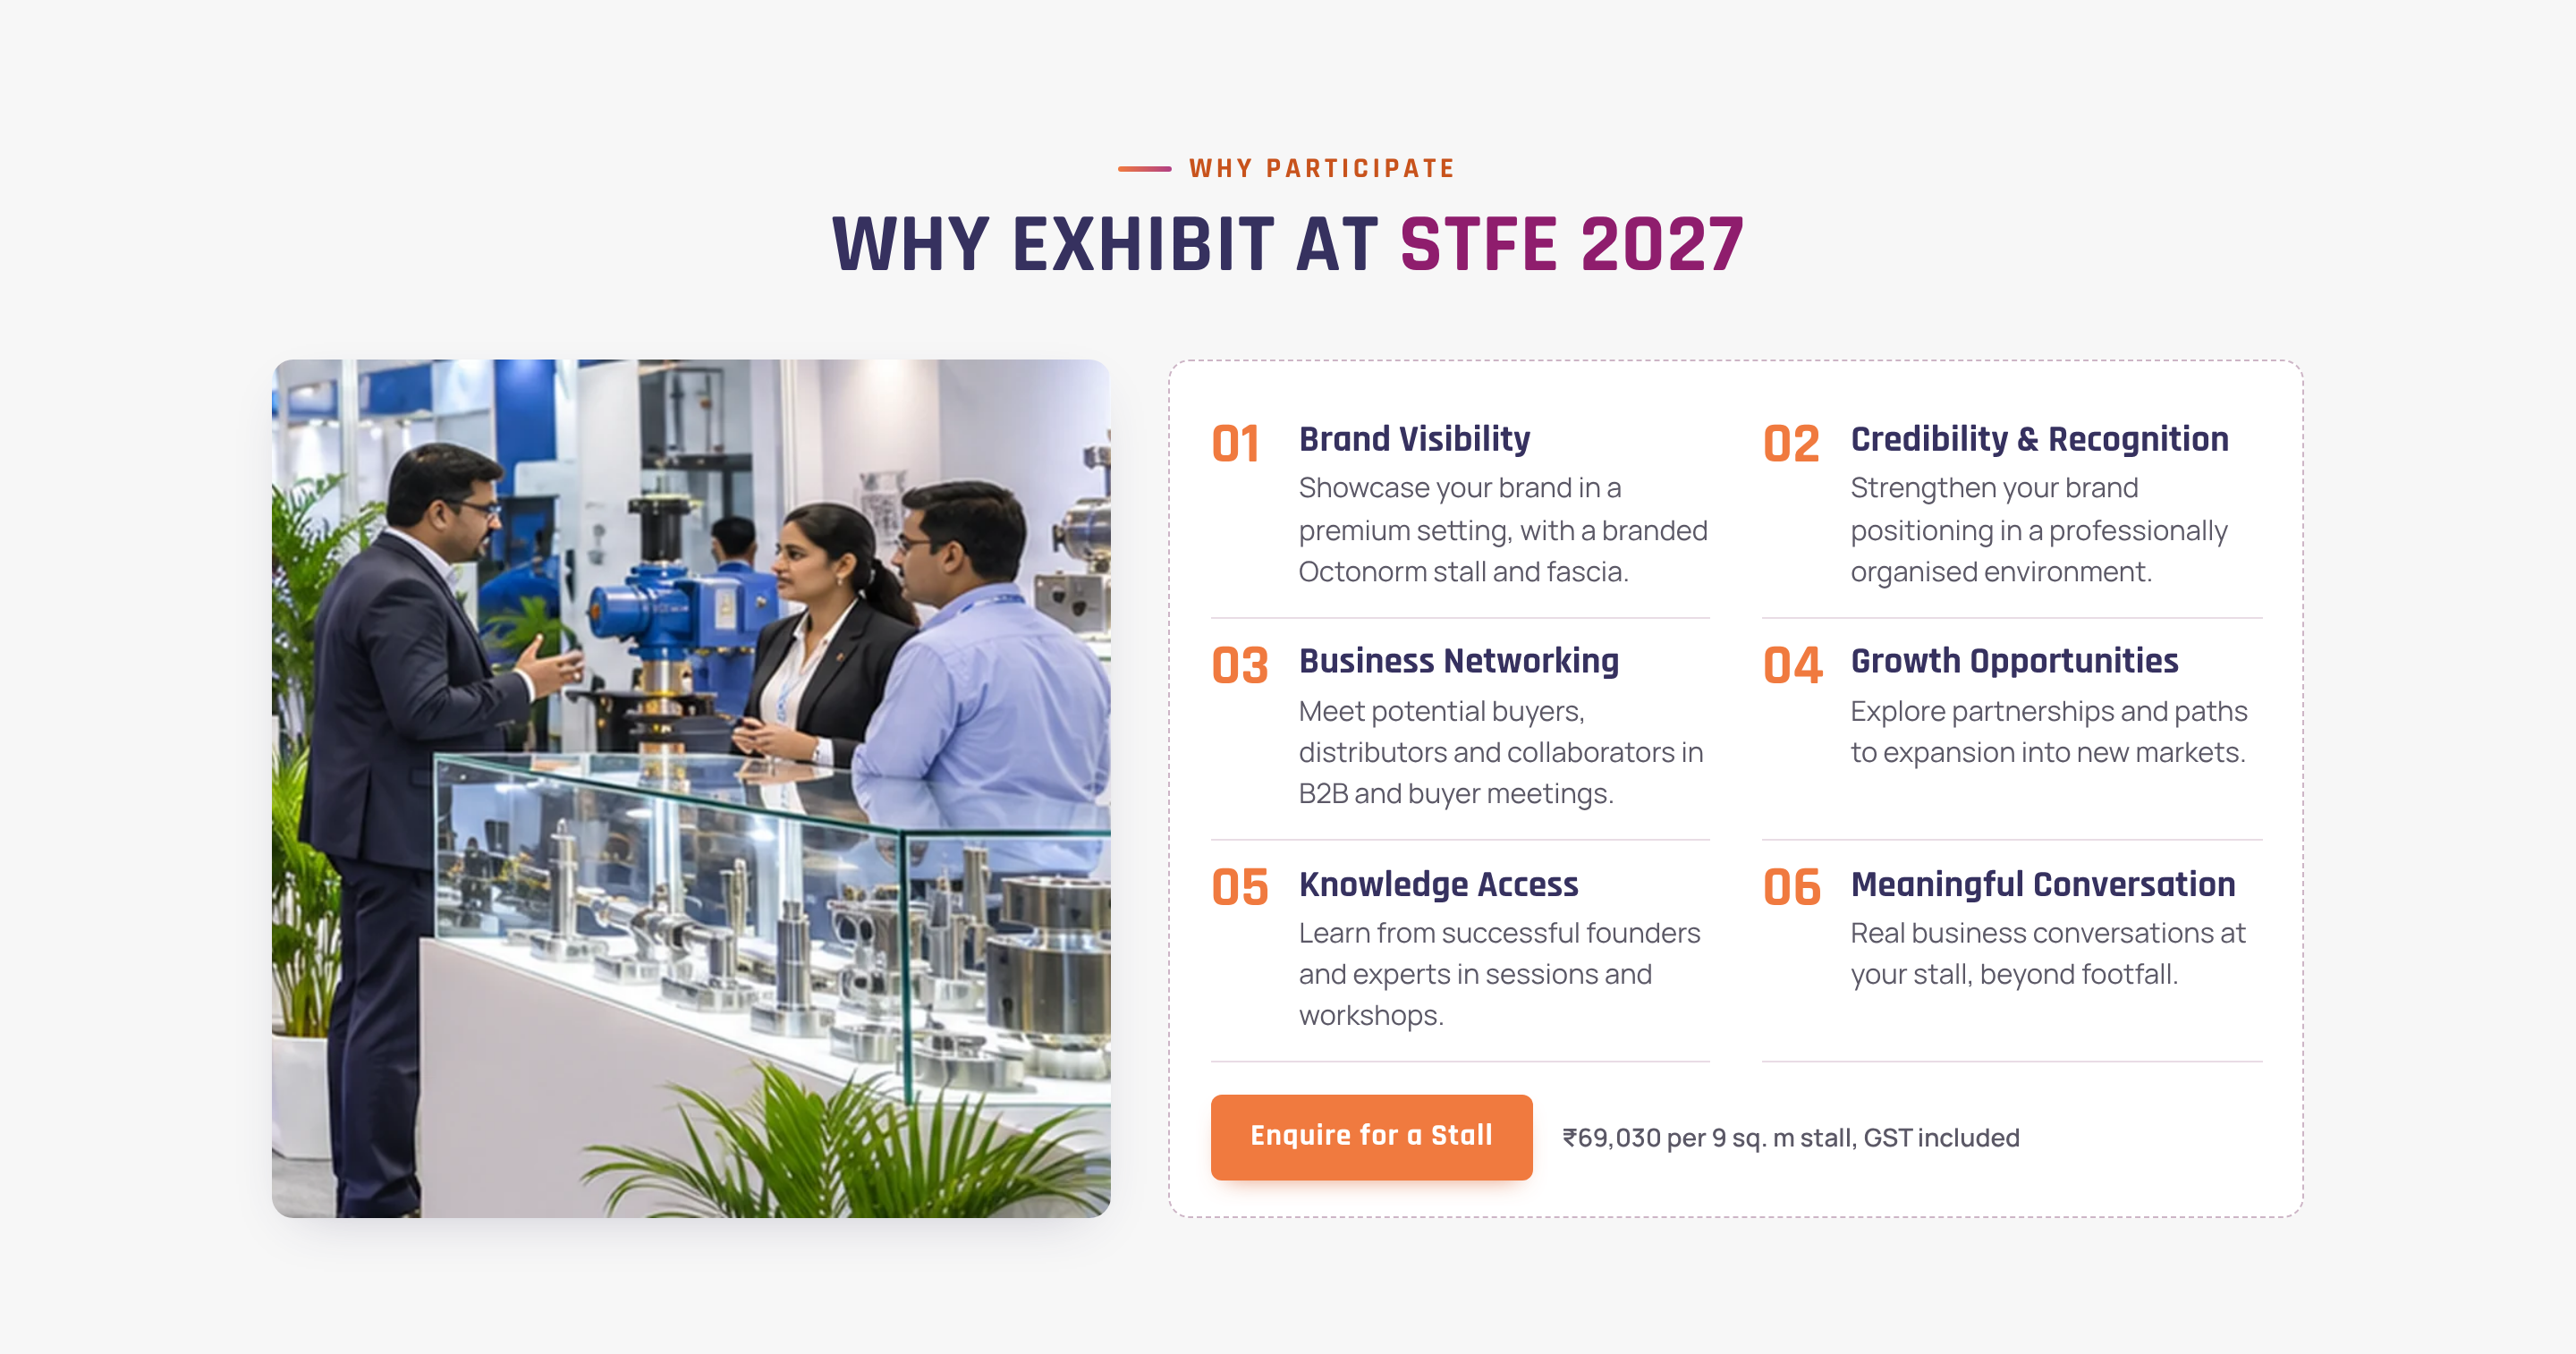 WHY PARTICIPATE
WHY EXHIBIT AT STFE 2027
01
Brand Visibility
Showcase your brand in a
premium setting, with a branded
Octonorm stall and fascia.
02
Credibility & Recognition
Strengthen your brand
positioning in a professionally
organised environment.
03
Business Networking
Meet potential buyers,
distributors and collaborators in
B2B and buyer meetings.
04
Growth Opportunities
Explore partnerships and paths
to expansion into new markets.
05
Knowledge Access
Learn from successful founders
and experts in sessions and
workshops.
06
Meaningful Conversation
Real business conversations at
your stall, beyond footfall.
Enquire for a Stall
₹69,030 per 9 sq. m stall, GST included